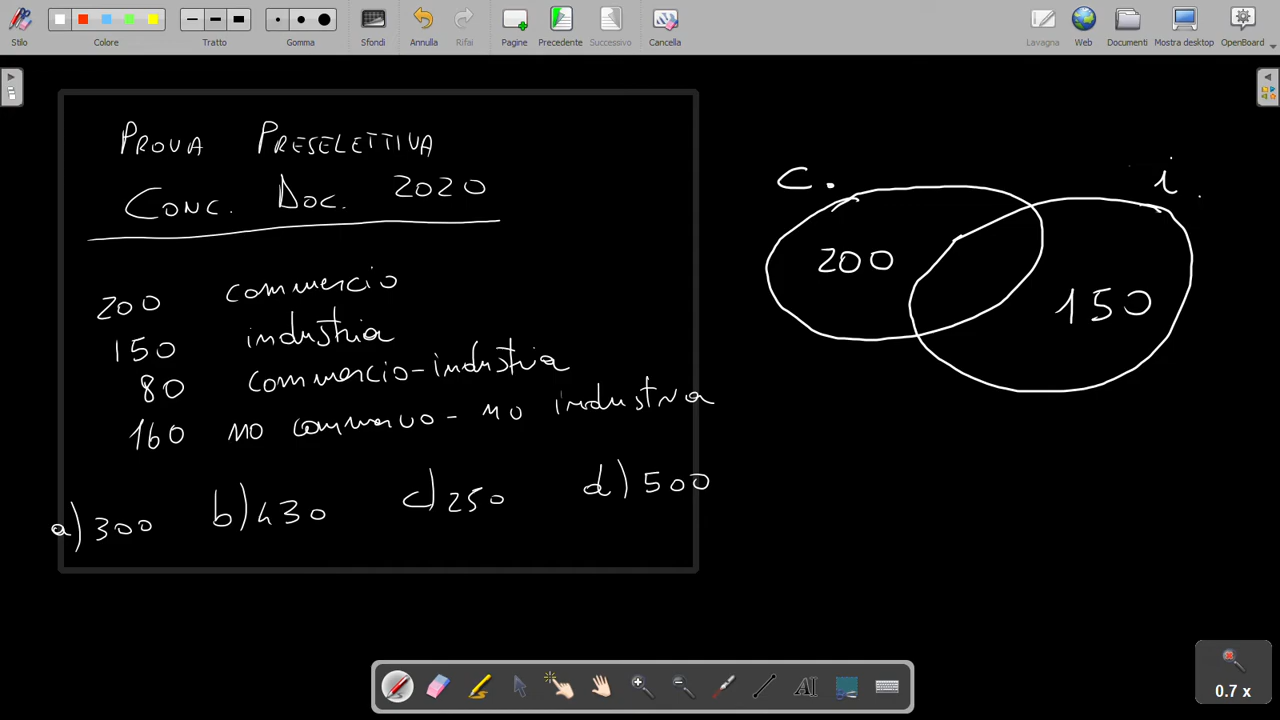 Stilo Colore Tratto Gomma Sfondi Annulla Rifai Pagine Precedente Successivo Cancella Lavagna Web Documenti Mostra desktop OpenBoard
PROVA PRESELETTIVA
CONC. DOC. 2020
200 commercio
150 industria
80 commercio-industria
160 no commercio - no industria
a) 300 b) 430 c) 250 d) 500
c. i.
200
150
AI
0.7 x